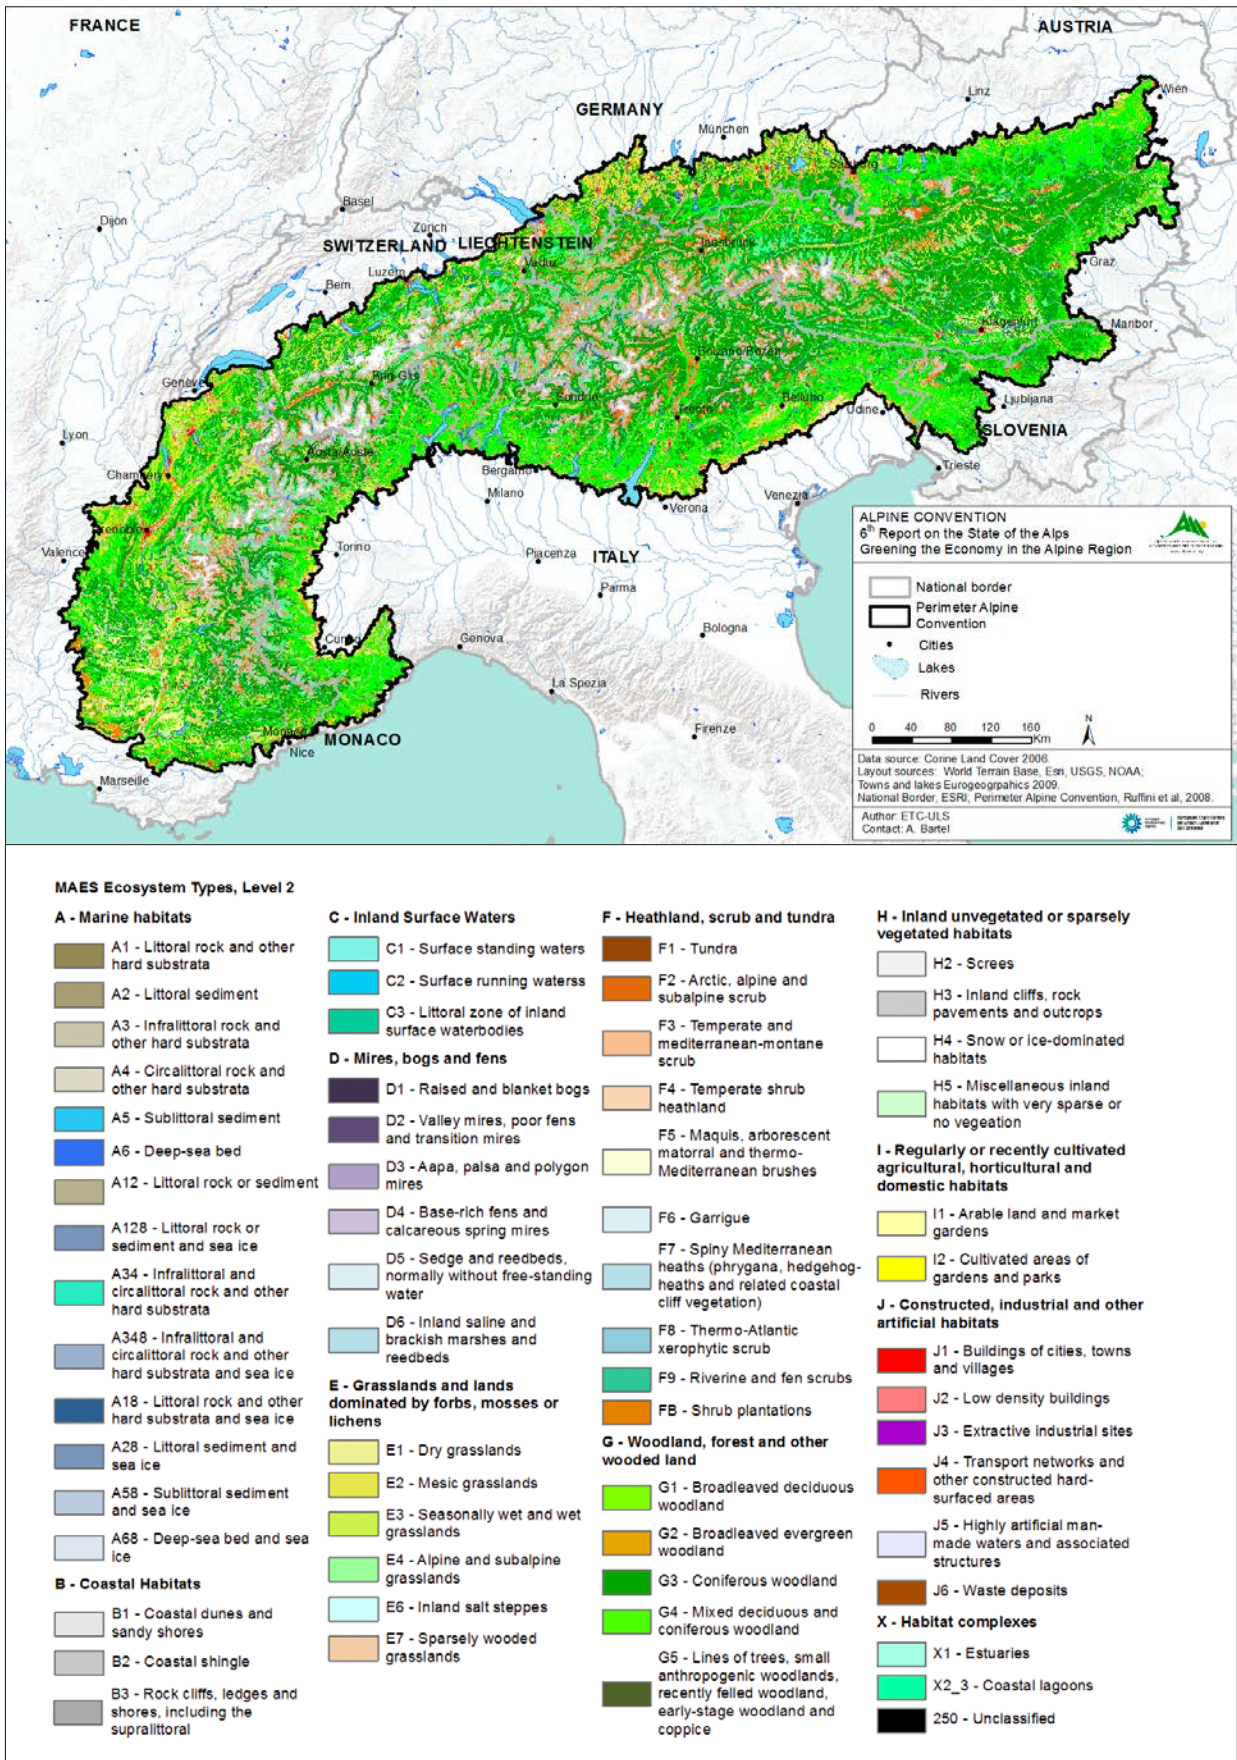 FRANCE
AUSTRIA
Linz
Wien
GERMANY
München
Basel
Dijon
Zürich
SWITZERLAND
LIECHTENSTEIN
Vaduz
Innsbruck
Luzern
Bern
Graz
Klagenfurt
Maribor
Bolzano/Bozen
Genève
Brig-Glis
Sondrio
Trento
Belluno
Udine
Ljubljana
SLOVENIA
Lyon
Aosta/Aoste
Chambéry
Bergamo
Trieste
Milano
Venezia
Verona
Grenoble
Valence
Torino
Piacenza
ITALY
Parma
Bologna
Cuneo
Genova
La Spezia
Firenze
Monaco
MONACO
Nice
Marseille
ALPINE CONVENTION
6th Report on the State of the Alps
Greening the Economy in the Alpine Region
National border
Perimeter Alpine
Convention
Cities
Lakes
Rivers
N
0 40 80 120 160
Km
Data source: Corine Land Cover 2006.
Layout sources: World Terrain Base, Esri, USGS, NOAA;
Towns and lakes Eurogeogrpahics 2009.
National Border, ESRI; Perimeter Alpine Convention, Ruffini et al, 2008.
Author: ETC-ULS
Contact: A. Bartel
MAES Ecosystem Types, Level 2
A - Marine habitats
A1 - Littoral rock and other
hard substrata
A2 - Littoral sediment
A3 - Infralittoral rock and
other hard substrata
A4 - Circalittoral rock and
other hard substrata
A5 - Sublittoral sediment
A6 - Deep-sea bed
A12 - Littoral rock or sediment
A128 - Littoral rock or
sediment and sea ice
A34 - Infralittoral and
circalittoral rock and other
hard substrata
A348 - Infralittoral and
circalittoral rock and other
hard substrata and sea ice
A18 - Littoral rock and other
hard substrata and sea ice
A28 - Littoral sediment and
sea ice
A58 - Sublittoral sediment
and sea ice
A68 - Deep-sea bed and sea
ice
B - Coastal Habitats
B1 - Coastal dunes and
sandy shores
B2 - Coastal shingle
B3 - Rock cliffs, ledges and
shores, including the
supralittoral
C - Inland Surface Waters
C1 - Surface standing waters
C2 - Surface running waterss
C3 - Littoral zone of inland
surface waterbodies
D - Mires, bogs and fens
D1 - Raised and blanket bogs
D2 - Valley mires, poor fens
and transition mires
D3 - Aapa, palsa and polygon
mires
D4 - Base-rich fens and
calcareous spring mires
D5 - Sedge and reedbeds,
normally without free-standing
water
D6 - Inland saline and
brackish marshes and
reedbeds
E - Grasslands and lands
dominated by forbs, mosses or
lichens
E1 - Dry grasslands
E2 - Mesic grasslands
E3 - Seasonally wet and wet
grasslands
E4 - Alpine and subalpine
grasslands
E6 - Inland salt steppes
E7 - Sparsely wooded
grasslands
F - Heathland, scrub and tundra
F1 - Tundra
F2 - Arctic, alpine and
subalpine scrub
F3 - Temperate and
mediterranean-montane
scrub
F4 - Temperate shrub
heathland
F5 - Maquis, arborescent
matorral and thermo-
Mediterranean brushes
F6 - Garrigue
F7 - Spiny Mediterranean
heaths (phrygana, hedgehog-
heaths and related coastal
cliff vegetation)
F8 - Thermo-Atlantic
xerophytic scrub
F9 - Riverine and fen scrubs
FB - Shrub plantations
G - Woodland, forest and other
wooded land
G1 - Broadleaved deciduous
woodland
G2 - Broadleaved evergreen
woodland
G3 - Coniferous woodland
G4 - Mixed deciduous and
coniferous woodland
G5 - Lines of trees, small
anthropogenic woodlands,
recently felled woodland,
early-stage woodland and
coppice
H - Inland unvegetated or sparsely
vegetated habitats
H2 - Screes
H3 - Inland cliffs, rock
pavements and outcrops
H4 - Snow or ice-dominated
habitats
H5 - Miscellaneous inland
habitats with very sparse or
no vegeation
I - Regularly or recently cultivated
agricultural, horticultural and
domestic habitats
I1 - Arable land and market
gardens
I2 - Cultivated areas of
gardens and parks
J - Constructed, industrial and other
artificial habitats
J1 - Buildings of cities, towns
and villages
J2 - Low density buildings
J3 - Extractive industrial sites
J4 - Transport networks and
other constructed hard-
surfaced areas
J5 - Highly artificial man-
made waters and associated
structures
J6 - Waste deposits
X - Habitat complexes
X1 - Estuaries
X2_3 - Coastal lagoons
250 - Unclassified